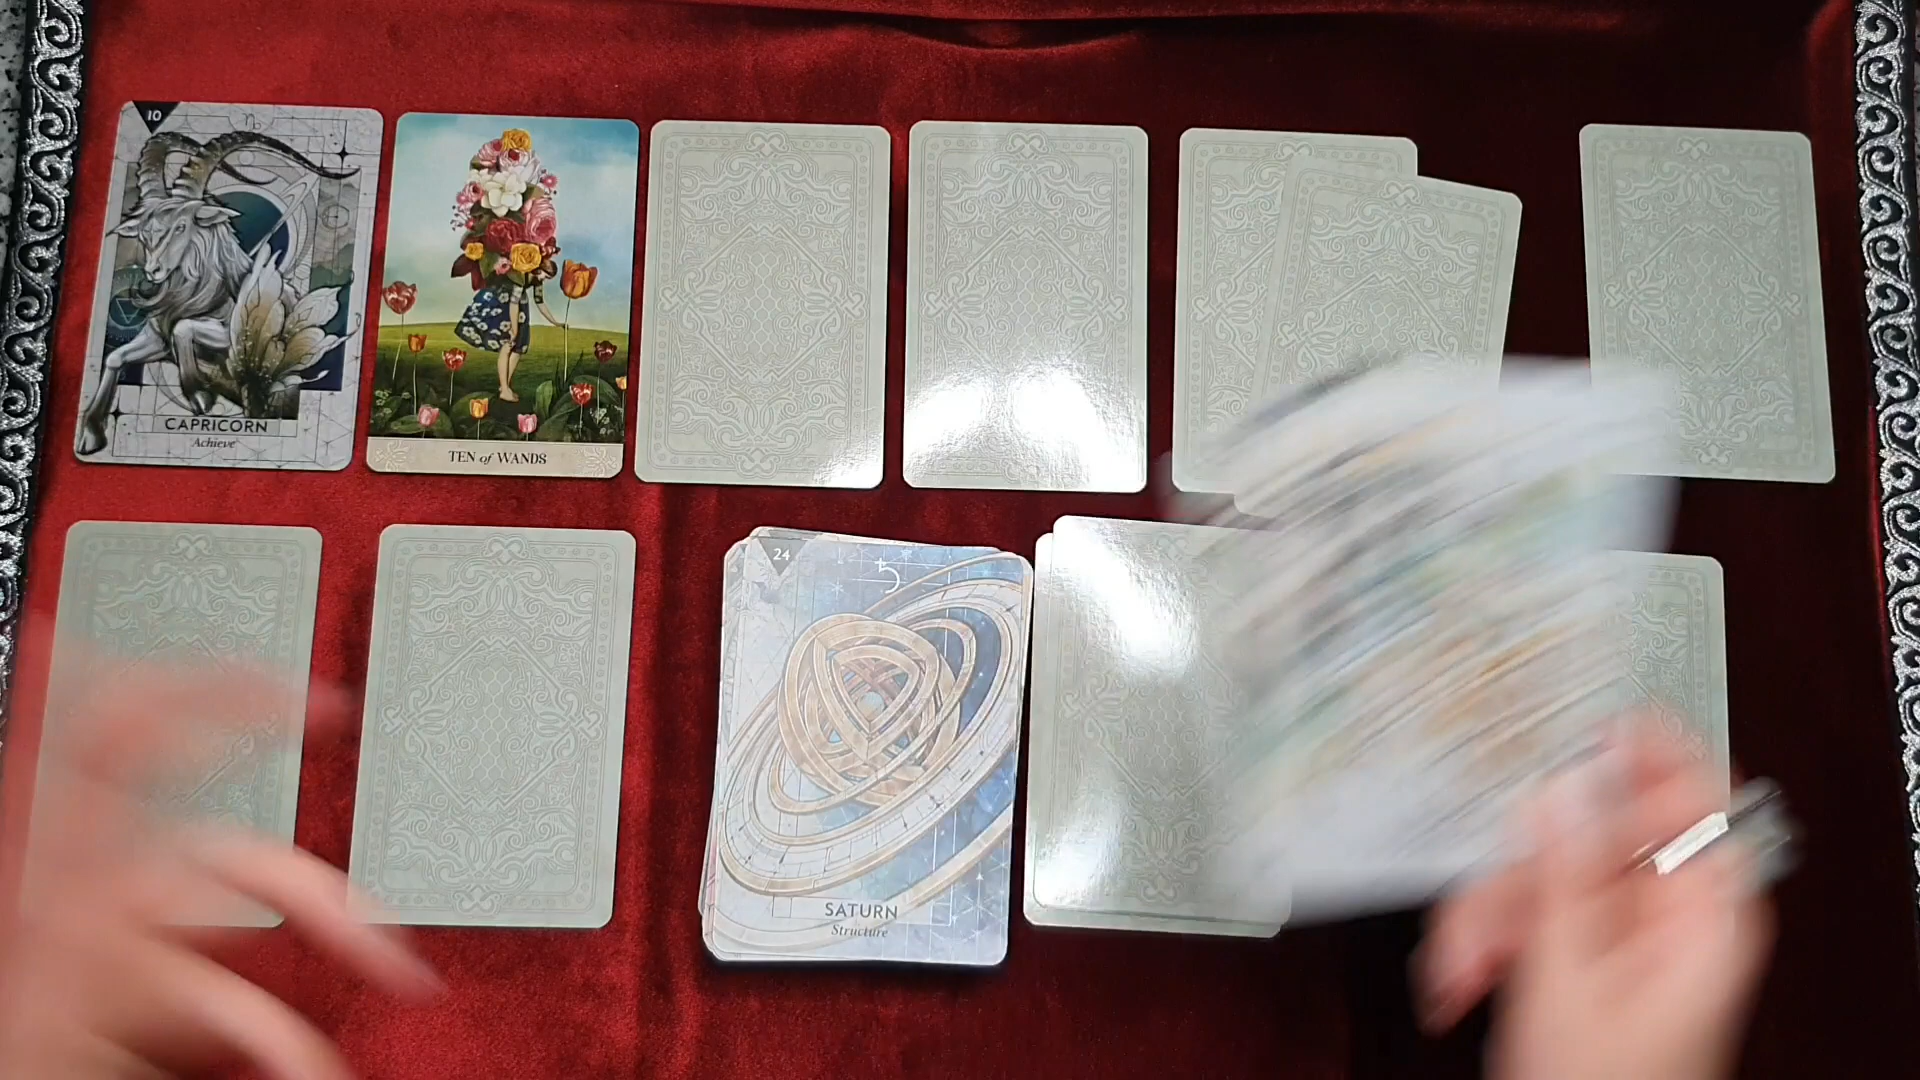 10
CAPRICORN
Achieve
TEN of WANDS
24
SATURN
Structure